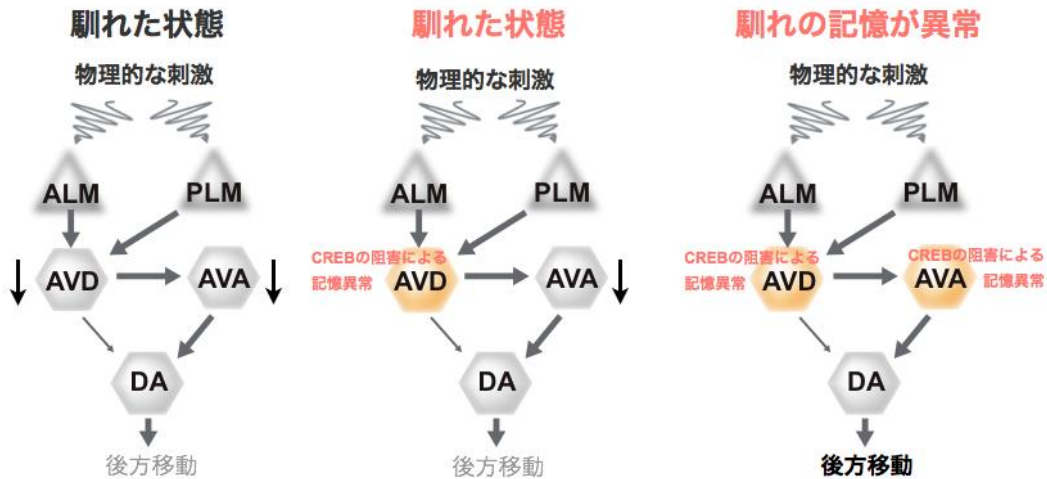 馴れた状態
物理的な刺激
ALM
PLM
AVD
AVA
DA
後方移動
馴れた状態
物理的な刺激
ALM
PLM
CREBの阻害による
記憶異常
AVD
AVA
DA
後方移動
馴れの記憶が異常
物理的な刺激
ALM
PLM
CREBの阻害による
記憶異常
AVD
CREBの阻害による
記憶異常
AVA
DA
後方移動